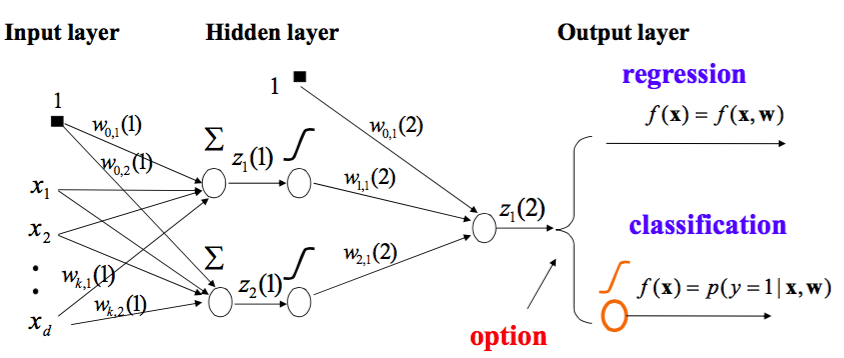 Input layer
Hidden layer
Output layer
regression
f(x) = f(x, w)
1
1
w₀,₁(1)
w₀,₂(1)
Σ
z₁(1)
w₀,₁(2)
w₁,₁(2)
x₁
x₂
z₁(2)
classification
Σ
z₂(1)
w₂,₁(2)
wₖ,₁(1)
wₖ,₂(1)
f(x) = p(y = 1 | x, w)
x_d
option